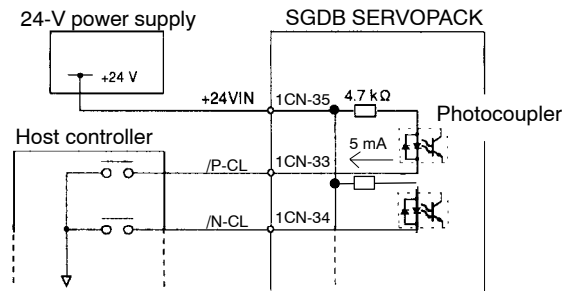 24-V power supply
SGDB SERVOPACK
+24 V
+24VIN
1CN-35
4.7 kΩ
Photocoupler
Host controller
5 mA
/P-CL
1CN-33
/N-CL
1CN-34